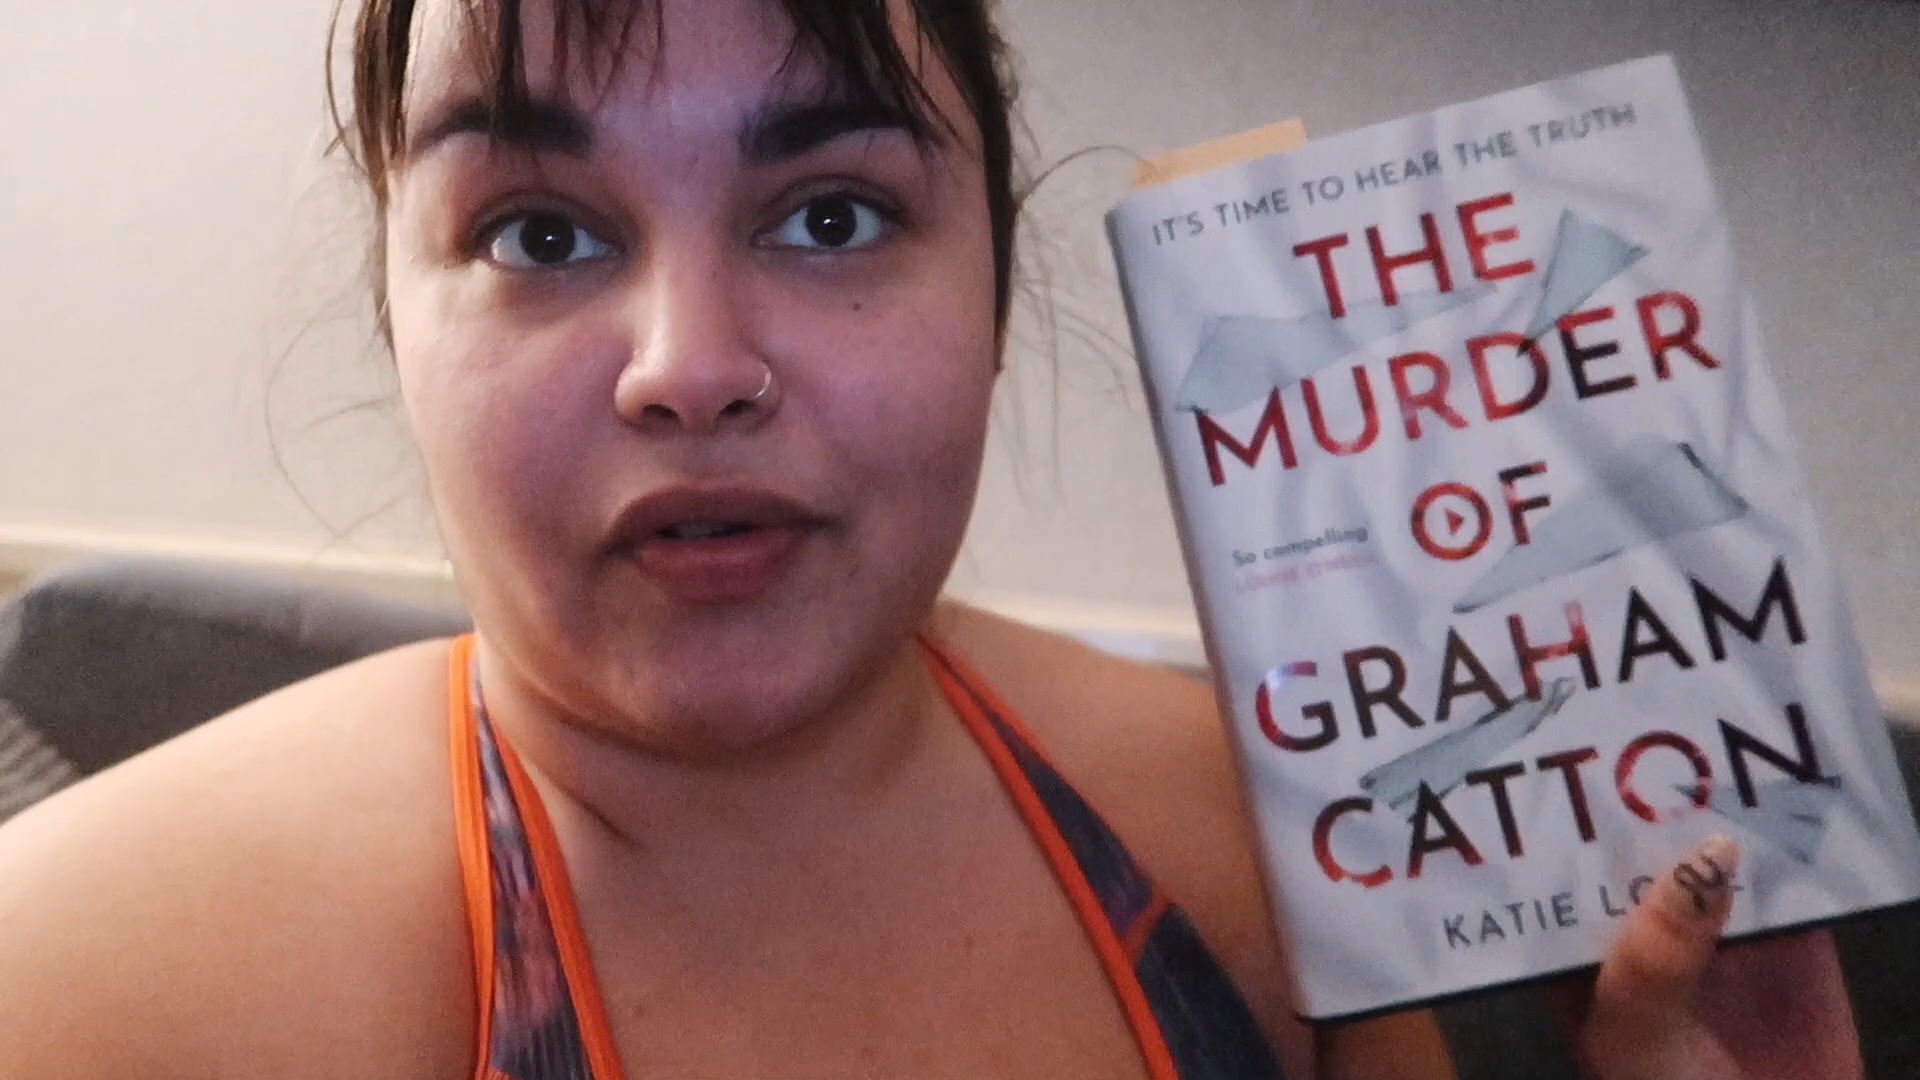 IT'S TIME TO HEAR THE TRUTH
THE
MURDER
OF
So compelling
GRAHAM
CATTON
KATIE